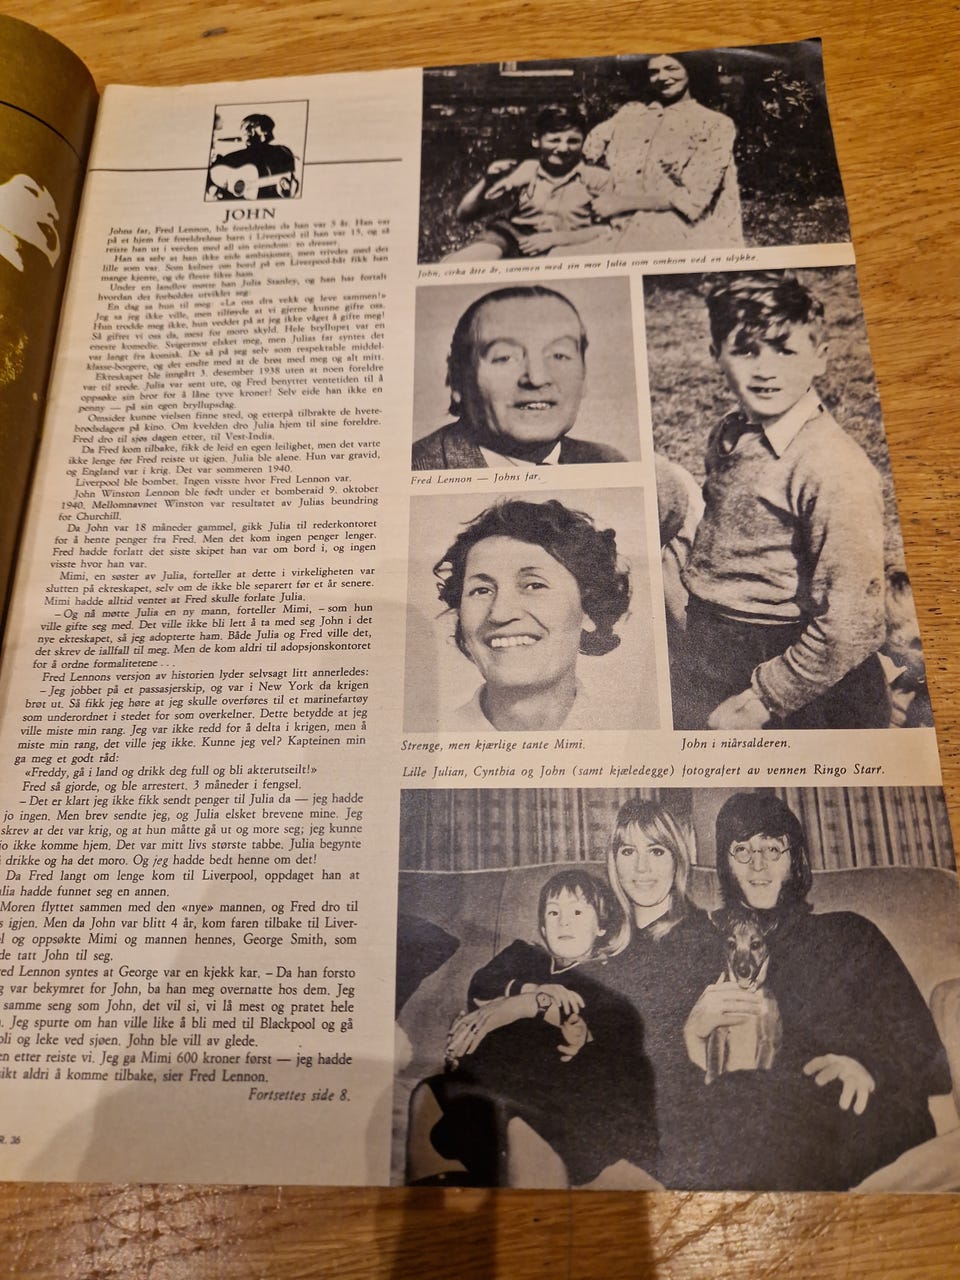 JOHN
Johns far, Fred Lennon, ble foreldreløs da han var 5 år. Han var
på et hjem for foreldreløse barn i Liverpool til han var 15, og så
reiste han ut i verden med all sin eiendom: to dresser.
Han sa selv at han ikke eide ambisjoner, men trivdes med det
lille som var. Som kelner om bord på en Liverpool-båt fikk han
mange kjente, og de fleste likte ham.
Under en landlov møtte han Julia Stanley, og han har fortalt
hvordan det forholdet utviklet seg:
En dag sa hun til meg: «La oss dra vekk og leve sammen!»
Jeg sa jeg ikke ville, men tilføyde at vi gjerne kunne gifte oss.
Hun trodde meg ikke, hun veddet på at jeg ikke våget å gifte meg!
Så giftet vi oss da, mest for moro skyld. Hele bryllupet var en
eneste komedie. Svigermor elsket meg, men Julias far syntes det
var langt fra komisk. De så på seg selv som respektable middel-
klasse-borgere, og det endte med at de brøt med meg og alt mitt.
Ekteskapet ble inngått 3. desember 1938 uten at noen foreldre
var til stede. Julia var sent ute, og Fred benyttet ventetiden til å
oppsøke sin bror for å låne tyve kroner! Selv eide han ikke en
penny — på sin egen bryllupsdag.
Omsider kunne vielsen finne sted, og etterpå tilbrakte de hvete-
brødsdagen på kino. Om kvelden dro Julia hjem til sine foreldre.
Fred dro til sjøs dagen etter, til Vest-India.
Da Fred kom tilbake, fikk de leid en egen leilighet, men det varte
ikke lenge før Fred reiste ut igjen. Julia ble alene. Hun var gravid,
og England var i krig. Det var sommeren 1940.
Liverpool ble bombet. Ingen visste hvor Fred Lennon var.
John Winston Lennon ble født under et bomberaid 9. oktober
1940. Mellomnavnet Winston var resultatet av Julias beundring
for Churchill.
Da John var 18 måneder gammel, gikk Julia til rederkontoret
for å hente penger fra Fred. Men det kom ingen penger lenger.
Fred hadde forlatt det siste skipet han var om bord i, og ingen
visste hvor han var.
Mimi, en søster av Julia, forteller at dette i virkeligheten var
slutten på ekteskapet, selv om de ikke ble separert før et år senere.
Mimi hadde alltid ventet at Fred skulle forlate Julia.
– Og nå møtte Julia en ny mann, forteller Mimi, – som hun
ville gifte seg med. Det ville ikke bli lett å ta med seg John i det
nye ekteskapet, så jeg adopterte ham. Både Julia og Fred ville det,
det skrev de iallfall til meg. Men de kom aldri til adopsjonskontoret
for å ordne formalitetene . . .
Fred Lennons versjon av historien lyder selvsagt litt annerledes:
– Jeg jobbet på et passasjerskip, og var i New York da krigen
brøt ut. Så fikk jeg høre at jeg skulle overføres til et marinefartøy
som underordnet i stedet for som overkelner. Dette betydde at jeg
ville miste min rang. Jeg var ikke redd for å delta i krigen, men å
miste min rang, det ville jeg ikke. Kunne jeg vel? Kapteinen min
ga meg et godt råd:
«Freddy, gå i land og drikk deg full og bli akterutseilt!»
Fred så gjorde, og ble arrestert. 3 måneder i fengsel.
– Det er klart jeg ikke fikk sendt penger til Julia da — jeg hadde
jo ingen. Men brev sendte jeg, og Julia elsket brevene mine. Jeg
skrev at det var krig, og at hun måtte gå ut og more seg; jeg kunne
jo ikke komme hjem. Det var mitt livs største tabbe. Julia begynte
å drikke og ha det moro. Og jeg hadde bedt henne om det!
Da Fred langt om lenge kom til Liverpool, oppdaget han at
ulia hadde funnet seg en annen.
Moren flyttet sammen med den «nye» mannen, og Fred dro til
s igjen. Men da John var blitt 4 år, kom faren tilbake til Liver-
l og oppsøkte Mimi og mannen hennes, George Smith, som
de tatt John til seg.
ed Lennon syntes at George var en kjekk kar. – Da han forsto
g var bekymret for John, ba han meg overnatte hos dem. Jeg
samme seng som John, det vil si, vi lå mest og pratet hele
. Jeg spurte om han ville like å bli med til Blackpool og gå
oli og leke ved sjøen. John ble vill av glede.
en etter reiste vi. Jeg ga Mimi 600 kroner først — jeg hadde
sikt aldri å komme tilbake, sier Fred Lennon.
Fortsettes side 8.
R. 36
John, cirka åtte år, sammen med sin mor Julia som omkom ved en ulykke.
Fred Lennon — Johns far.
Strenge, men kjærlige tante Mimi.
John i niårsalderen.
Lille Julian, Cynthia og John (samt kjæledegge) fotografert av vennen Ringo Starr.